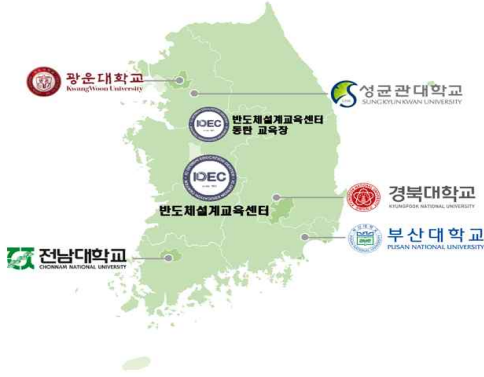 광운대학교
KwangWoon University
성균관대학교
SUNGKYUNKWAN UNIVERSITY
IDEC
반도체설계교육센터
동탄 교육장
IDEC
반도체설계교육센터
경북대학교
KYUNGPOOK NATIONAL UNIVERSITY
부산대학교
PUSAN NATIONAL UNIVERSITY
전남대학교
CHONNAM NATIONAL UNIVERSITY